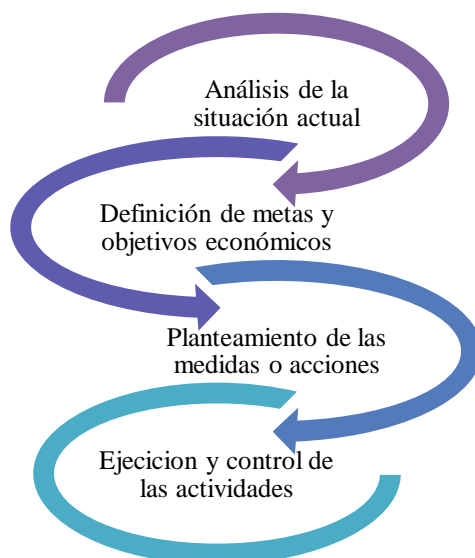 Análisis de la
situación actual
Definición de metas y
objetivos económicos
Planteamiento de las
medidas o acciones
Ejecicion y control de
las actividades